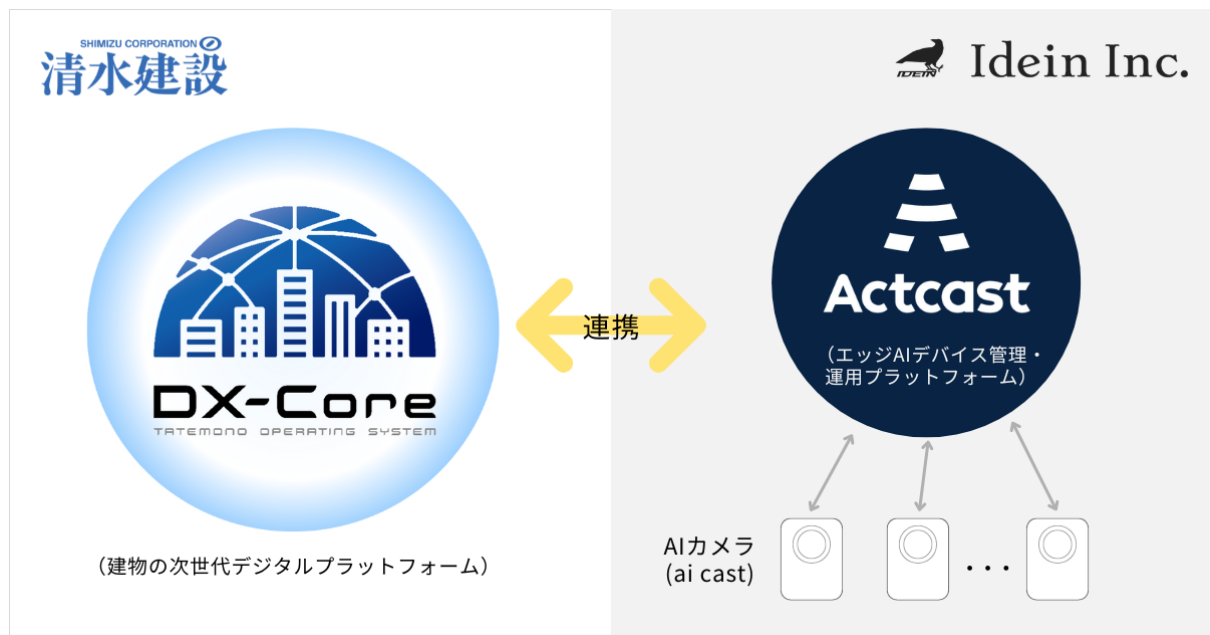 SHIMIZU CORPORATION
清水建設
DX-Core
TATEMONO OPERATING SYSTEM
（建物の次世代デジタルプラットフォーム）
連携
IDEIN
Idein Inc.
Actcast
（エッジAIデバイス管理・
運用プラットフォーム）
AIカメラ
(ai cast)
・・・